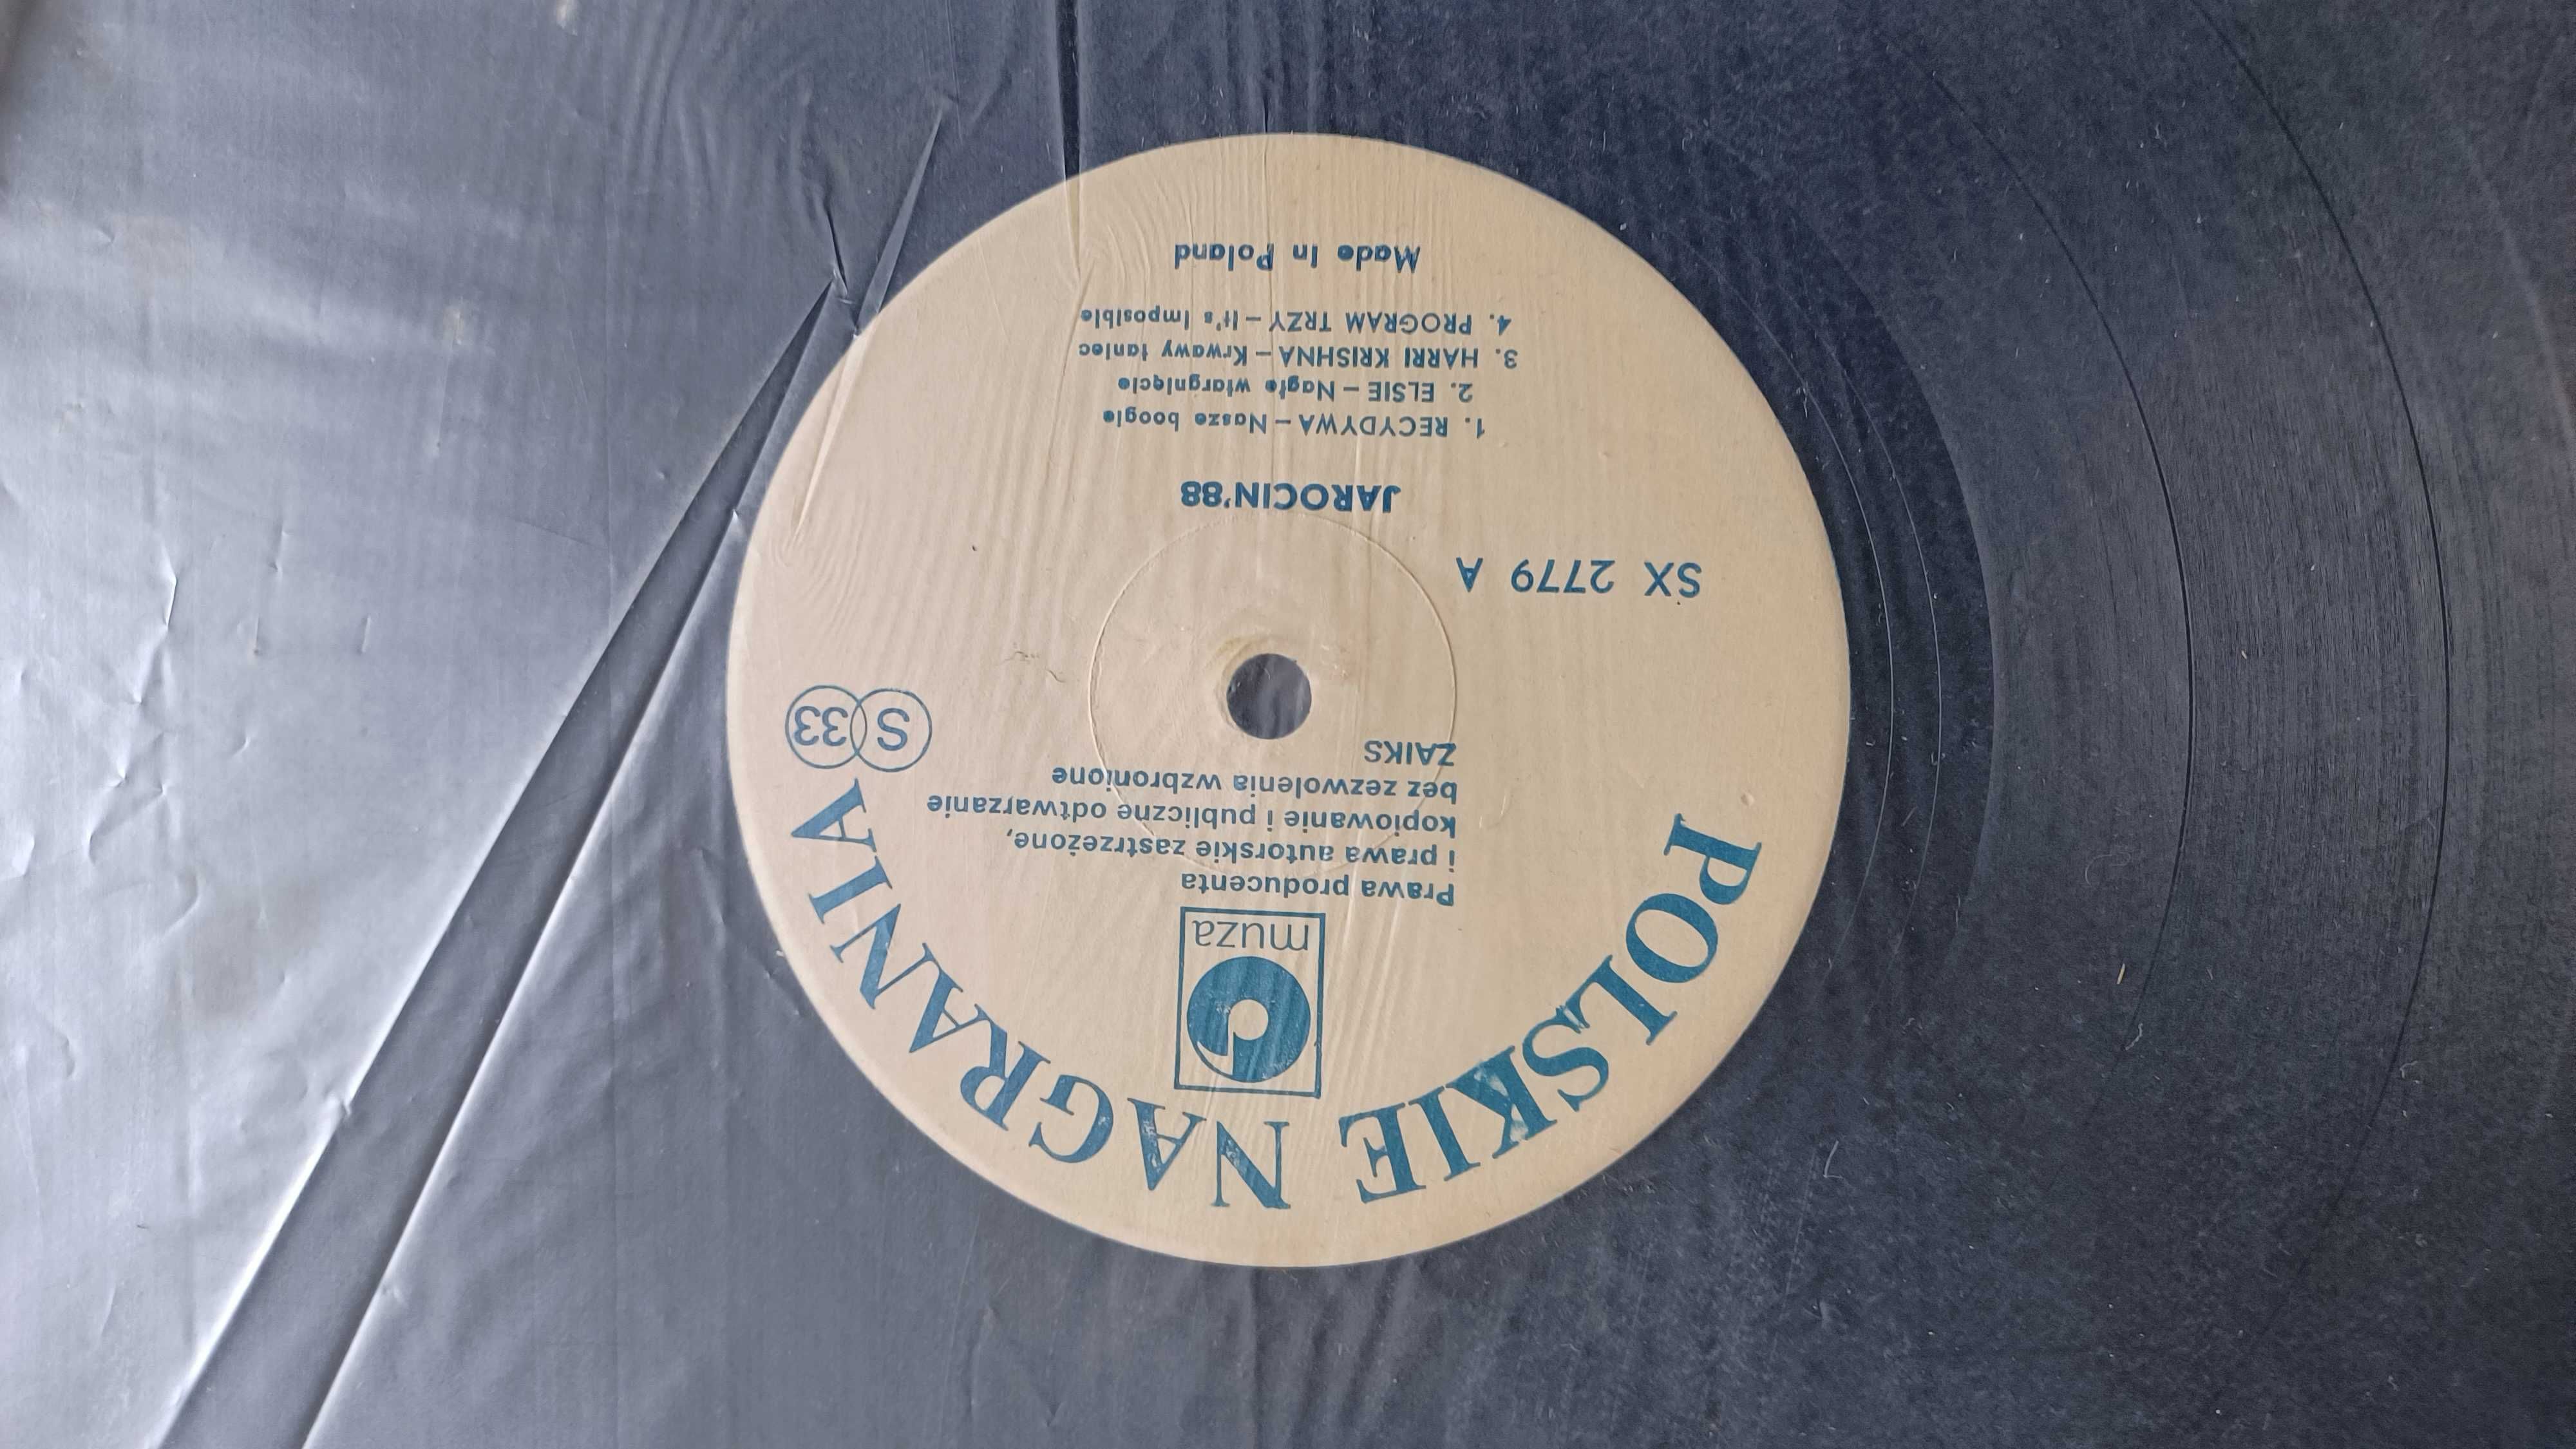 POLSKIE NAGRANIA
muza
Prawa producenta
i prawa autorskie zastrzeżone,
kopiowanie i publiczne odtwarzanie
bez zezwolenia wzbronione
ZAIKS
S 33
SX 2779 A
JAROCIN'88
1. RECYDYWA – Nasze boogie
2. ELSIE – Nagłe wtargnięcie
3. HARRI KRISHNA – Krwawy taniec
4. PROGRAM TRZY – It's Imposible
Made in Poland